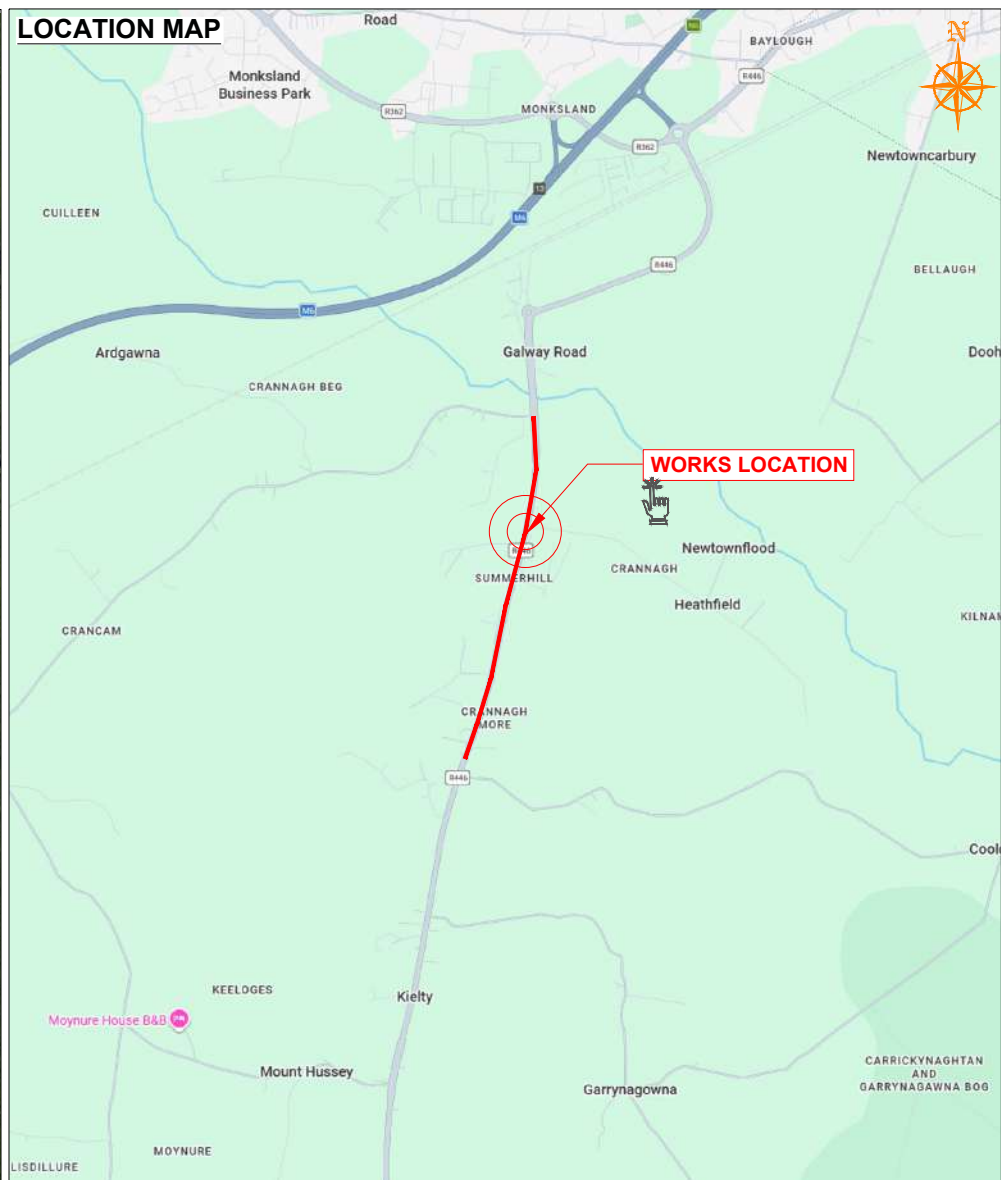 LOCATION MAP
Road
N
BAYLOUGH
Monksland
Business Park
R446
R362
MONKSLAND
R362
Newtowncarbury
13
CUILLEEN
M6
R446
BELLAUGH
M6
Ardgawna
Galway Road
Dooh
CRANNAGH BEG
WORKS LOCATION
R446
Newtownflood
SUMMERHILL
CRANNAGH
Heathfield
CRANCAM
KILNAM
CRANNAGH
MORE
R446
Coole
KEELOGES
Kielty
Moynure House B&B
Mount Hussey
Garrynagowna
CARRICKYNAGHTAN
AND
GARRYNAGAWNA BOG
MOYNURE
LISDILLURE